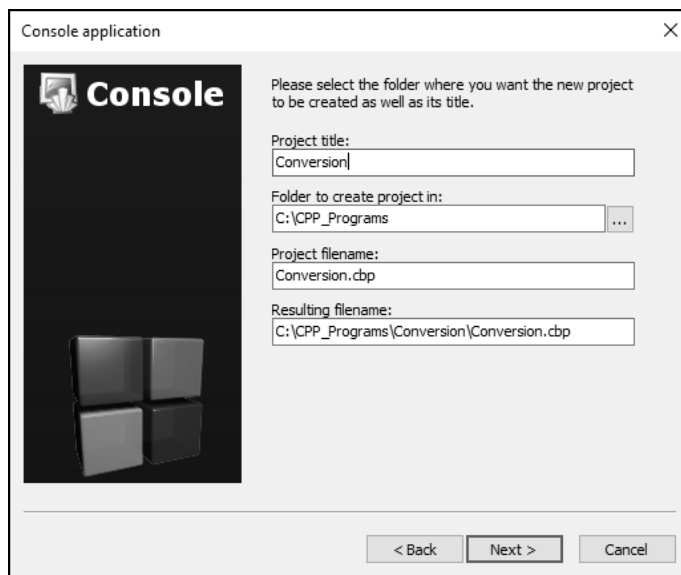 Console application
Console
Please select the folder where you want the new project
to be created as well as its title.
Project title:
Conversion
Folder to create project in:
C:\CPP_Programs
...
Project filename:
Conversion.cbp
Resulting filename:
C:\CPP_Programs\Conversion\Conversion.cbp
< Back
Next >
Cancel